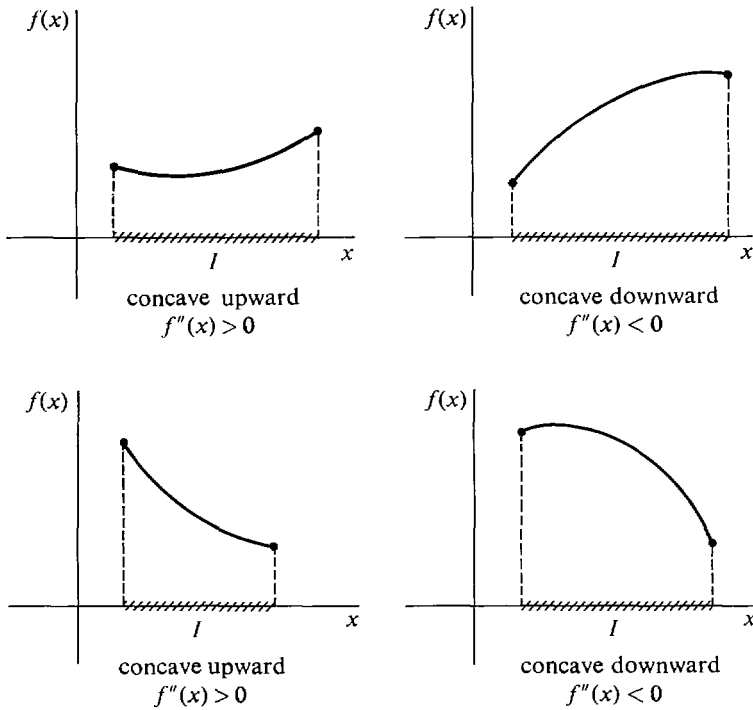 f(x)
I
x
concave upward
f″(x) > 0
f(x)
I
x
concave downward
f″(x) < 0
f(x)
I
x
concave upward
f″(x) > 0
f(x)
I
x
concave downward
f″(x) < 0